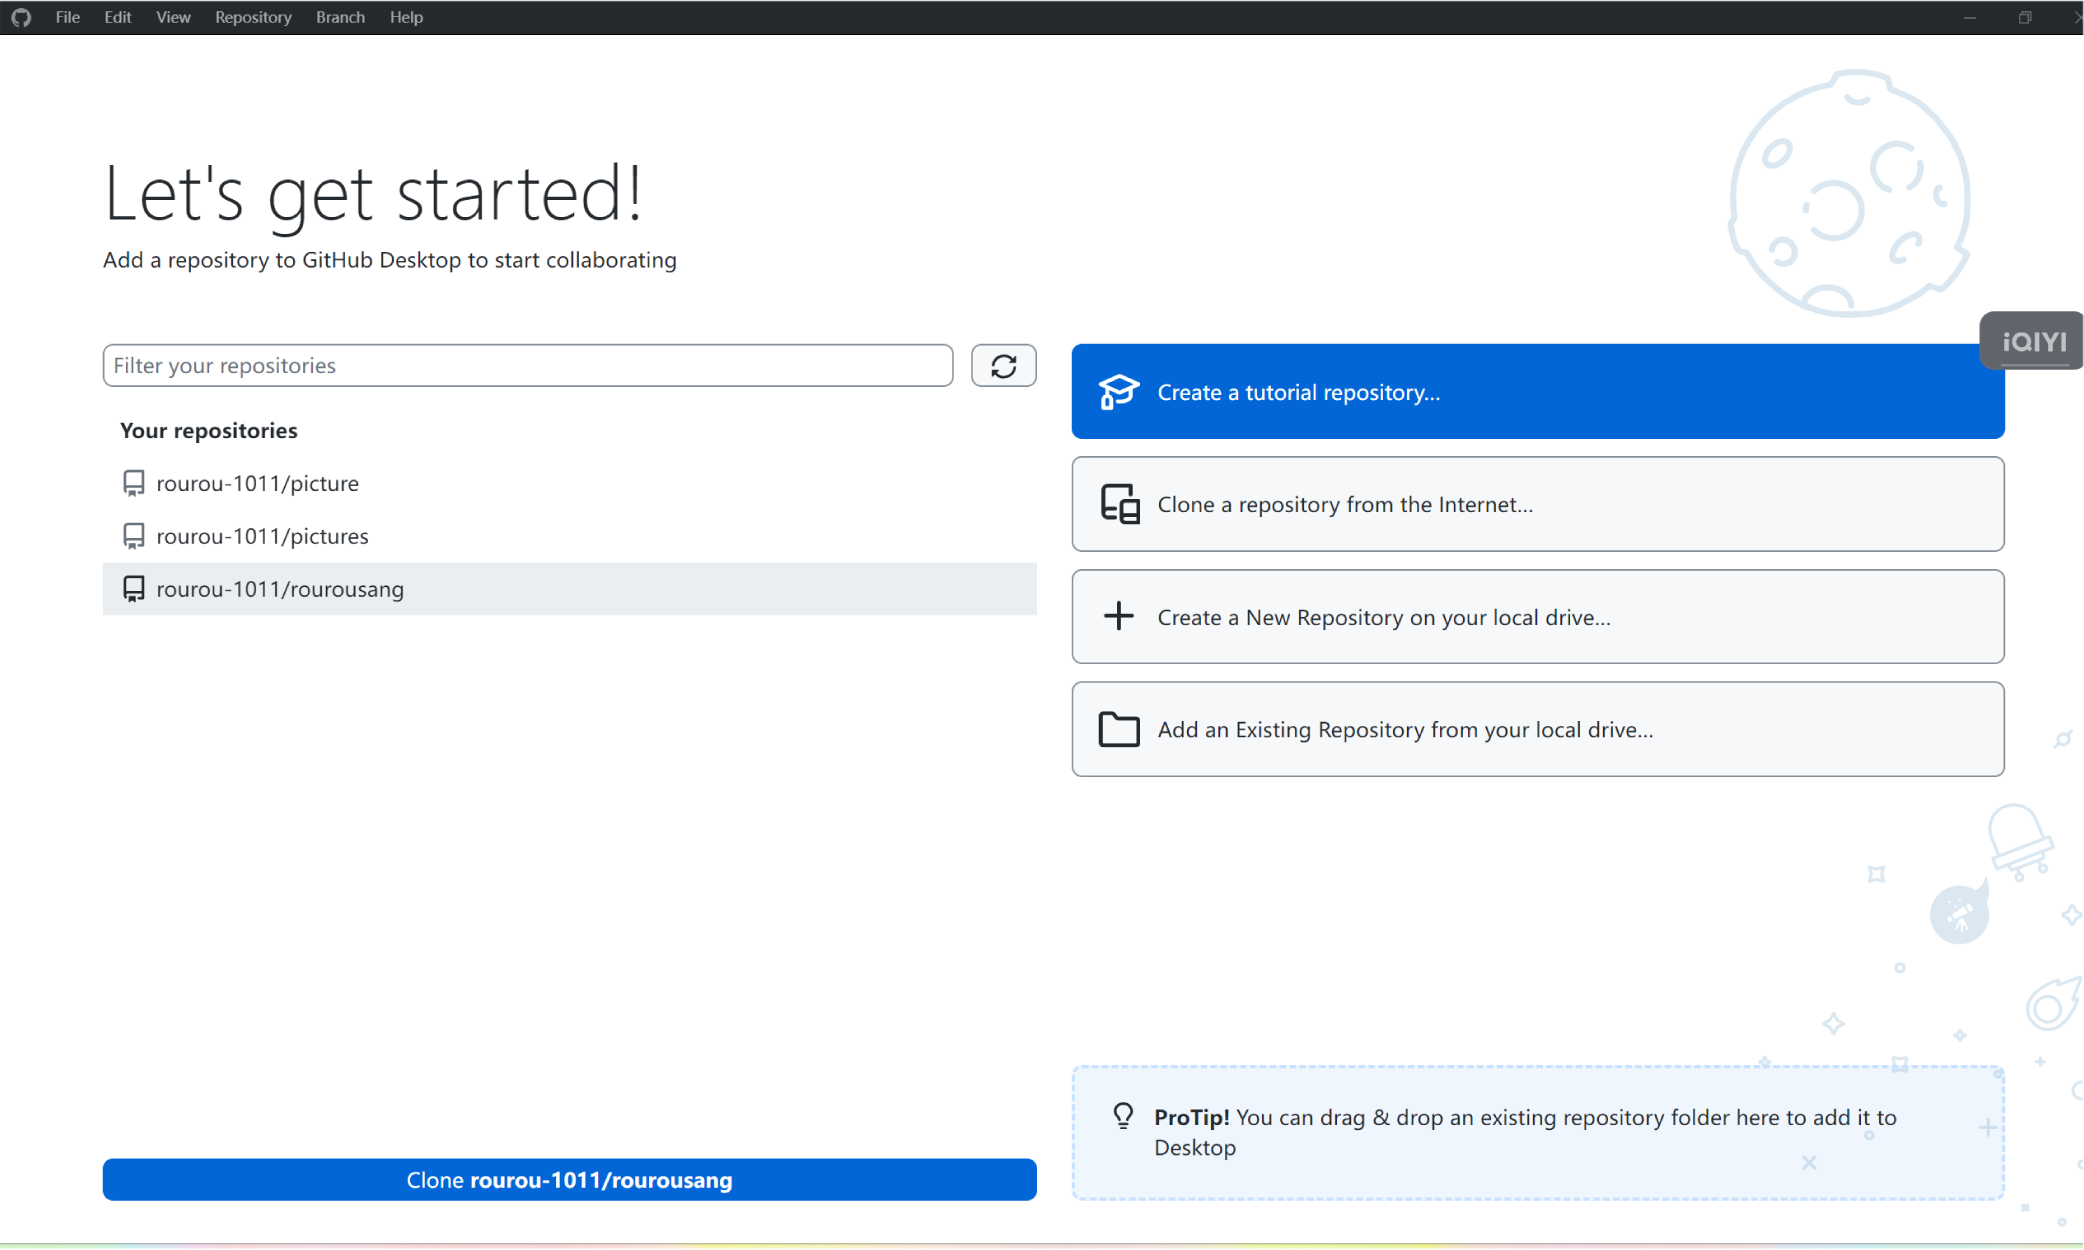 File Edit View Repository Branch Help
Let's get started!
Add a repository to GitHub Desktop to start collaborating
Filter your repositories
Your repositories
rourou-1011/picture
rourou-1011/pictures
rourou-1011/rourousang
Clone rourou-1011/rourousang
iQIYI
Create a tutorial repository...
Clone a repository from the Internet...
Create a New Repository on your local drive...
Add an Existing Repository from your local drive...
ProTip! You can drag & drop an existing repository folder here to add it to
Desktop